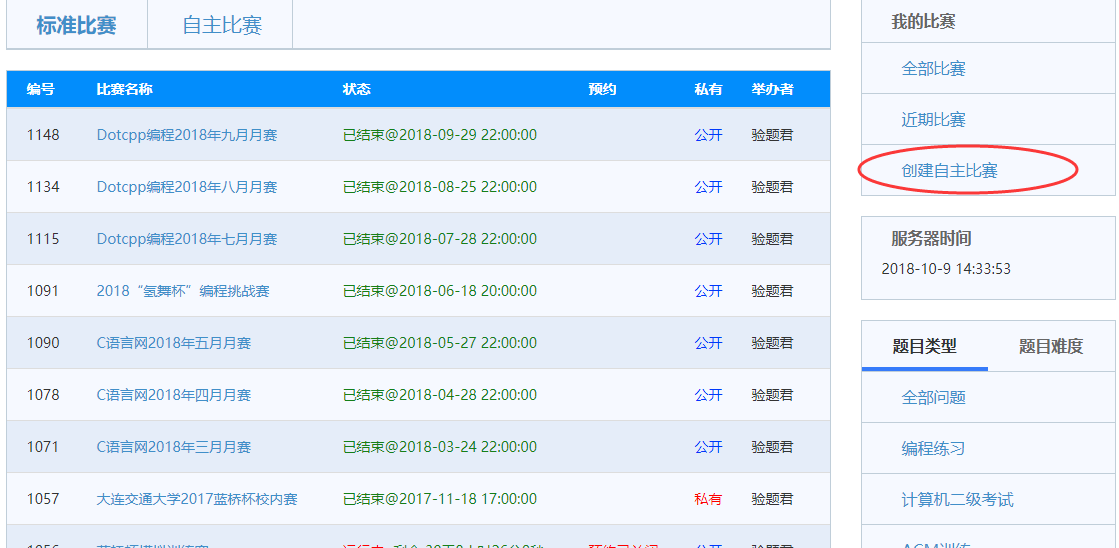 标准比赛 自主比赛
编号 比赛名称 状态 预约 私有 举办者
1148 Dotcpp编程2018年九月月赛 已结束@2018-09-29 22:00:00 公开 验题君
1134 Dotcpp编程2018年八月月赛 已结束@2018-08-25 22:00:00 公开 验题君
1115 Dotcpp编程2018年七月月赛 已结束@2018-07-28 22:00:00 公开 验题君
1091 2018“氢舞杯”编程挑战赛 已结束@2018-06-18 20:00:00 公开 验题君
1090 C语言网2018年五月月赛 已结束@2018-05-27 22:00:00 公开 验题君
1078 C语言网2018年四月月赛 已结束@2018-04-28 22:00:00 公开 验题君
1071 C语言网2018年三月月赛 已结束@2018-03-24 22:00:00 公开 验题君
1057 大连交通大学2017蓝桥杯校内赛 已结束@2017-11-18 17:00:00 私有 验题君
我的比赛
全部比赛
近期比赛
创建自主比赛
服务器时间
2018-10-9 14:33:53
题目类型 题目难度
全部问题
编程练习
计算机二级考试